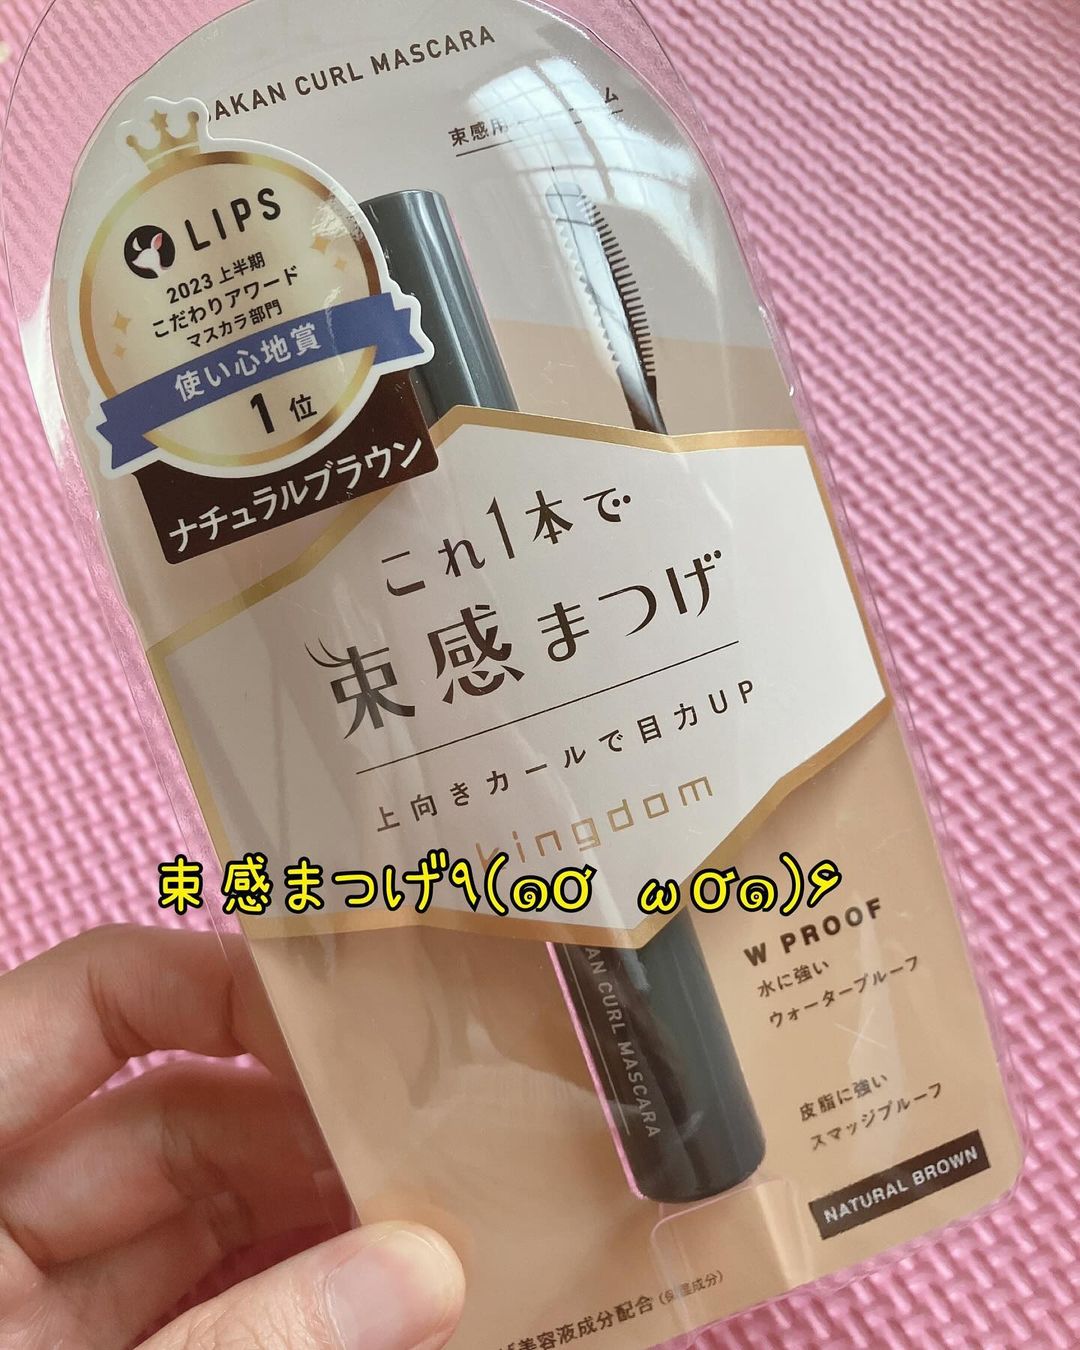 CURL MASCARA
束感用
LIPS
2023 上半期
こだわりアワード
マスカラ部門
使い心地賞
1 位
ナチュラルブラウン
これ1本で
束感まつげ
上向きカールで目力UP
kingdom
束感まつげ٩(๑σ ω σ๑)۶
W PROOF
水に強い
ウォータープルーフ
皮脂に強い
スマッジプルーフ
CURL MASCARA
NATURAL BROWN
美容液成分配合